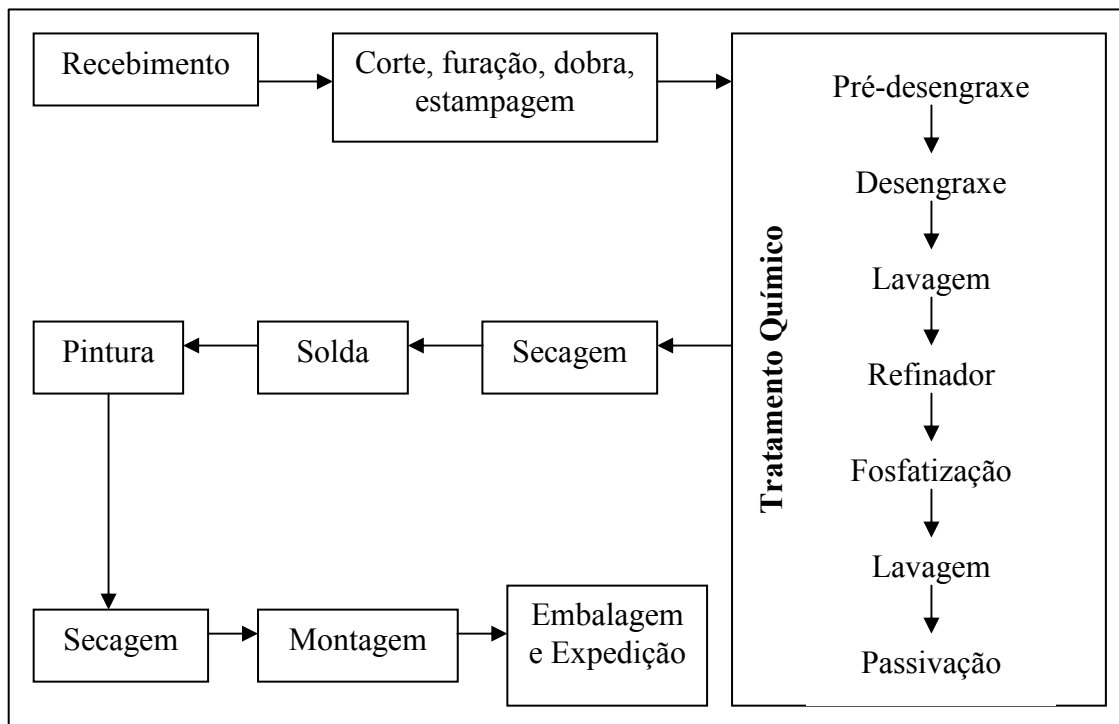 Recebimento
Corte, furação, dobra,
estampagem
Tratamento Químico
Pré-desengraxe
Desengraxe
Lavagem
Refinador
Fosfatização
Lavagem
Passivação
Secagem
Solda
Pintura
Secagem
Montagem
Embalagem
e Expedição